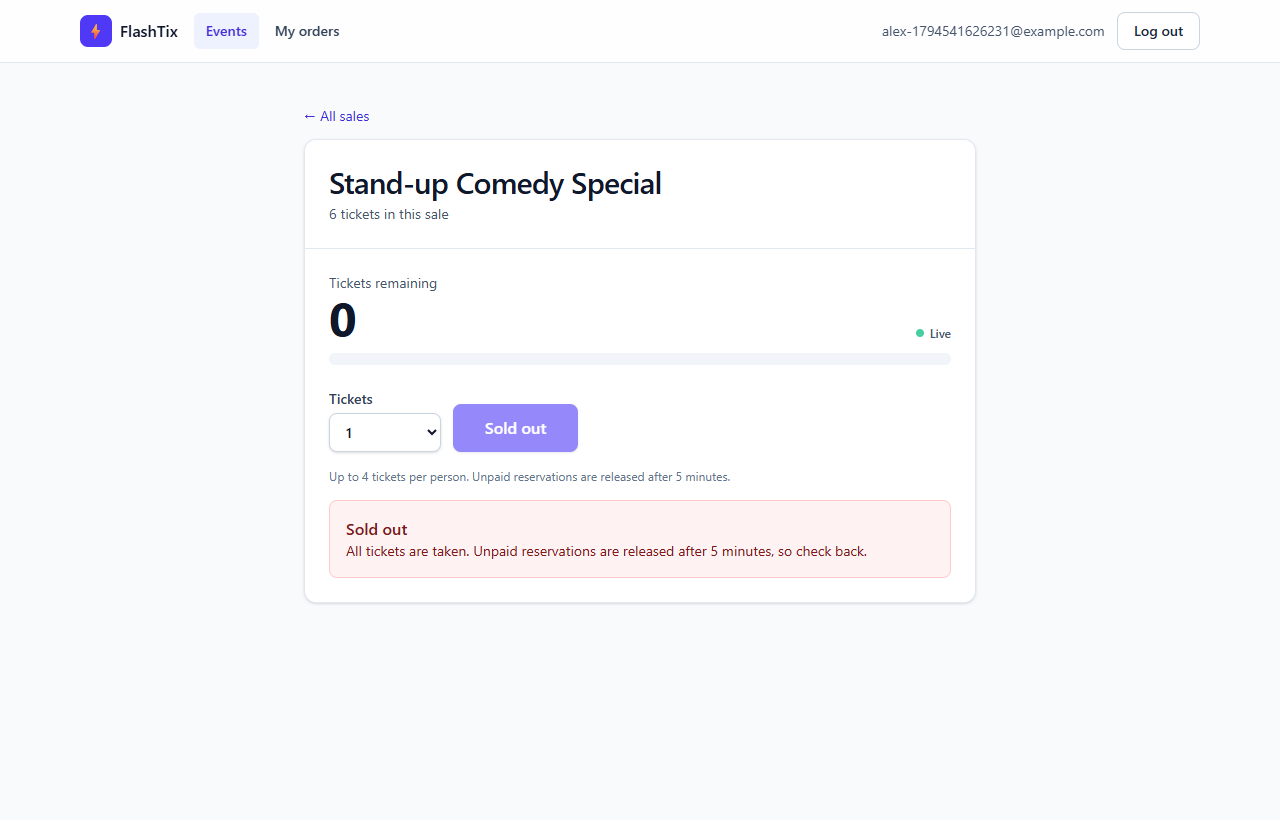 FlashTix Events My orders alex-1794541626231@example.com Log out
← All sales
Stand-up Comedy Special
6 tickets in this sale
Tickets remaining
0
Live
Tickets
1 Sold out
Up to 4 tickets per person. Unpaid reservations are released after 5 minutes.
Sold out
All tickets are taken. Unpaid reservations are released after 5 minutes, so check back.